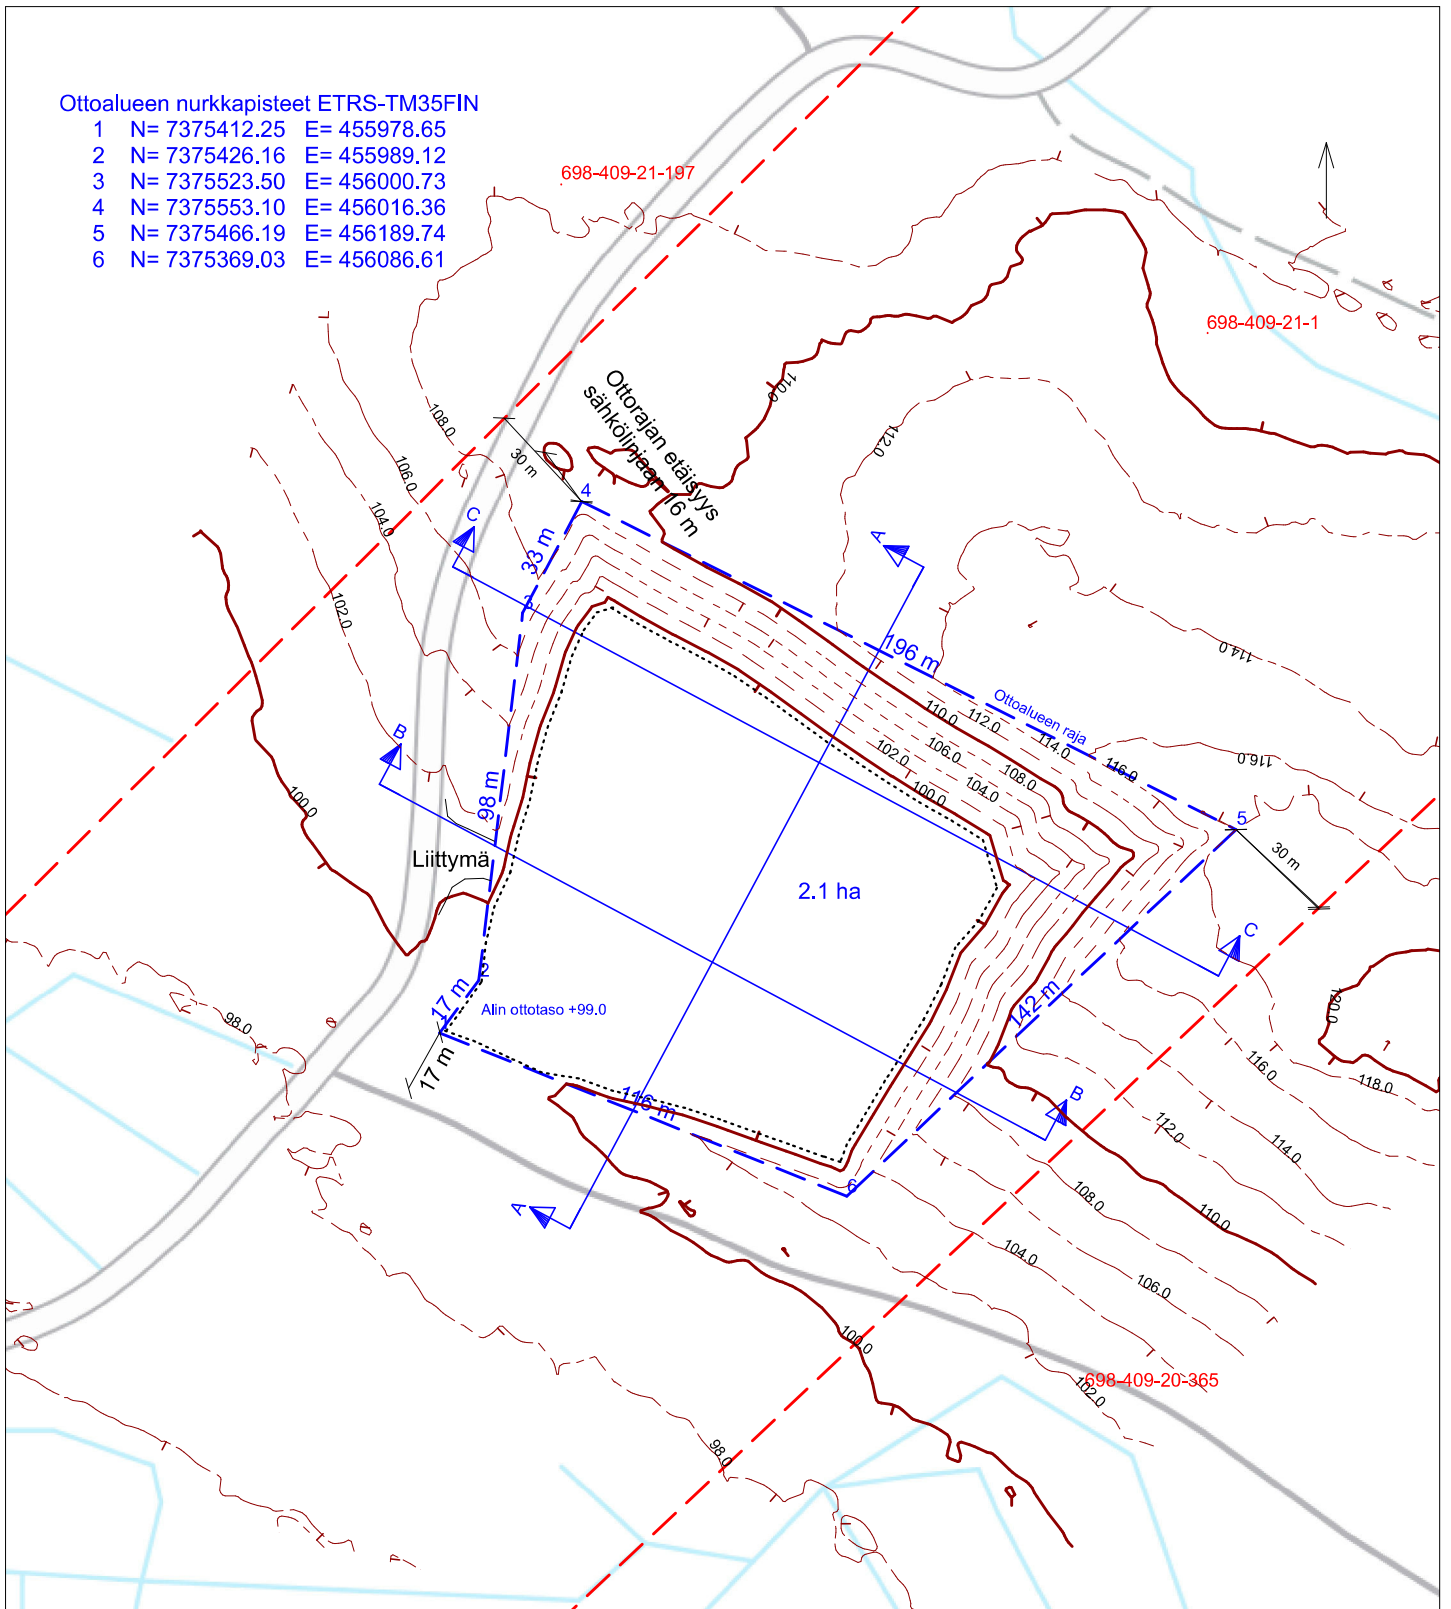 Ottoalueen nurkkapisteet ETRS-TM35FIN
1 N= 7375412.25 E= 455978.65
2 N= 7375426.16 E= 455989.12
3 N= 7375523.50 E= 456000.73
4 N= 7375553.10 E= 456016.36
5 N= 7375466.19 E= 456189.74
6 N= 7375369.03 E= 456086.61
698-409-21-197
698-409-21-1
Ottorajan etäisyys
sähkölinjaan 16 m
110.0
108.0
112.0
30 m
106.0
4
104.0
C
A
33 m
3
102.0
196 m
114.0
Ottoalueen raja
110.0
112.0
114.0
116.0
B
102.0
106.0
108.0
116.0
100.0
104.0
100.0
98 m
5
Liittymä
30 m
2.1 ha
C
2
17 m
Alin ottotaso +99.0
142 m
120.0
98.0
17 m
116.0
118.0
116 m
B
112.0
114.0
6
108.0
110.0
A
104.0
106.0
100.0
698-409-20-365
102.0
98.0